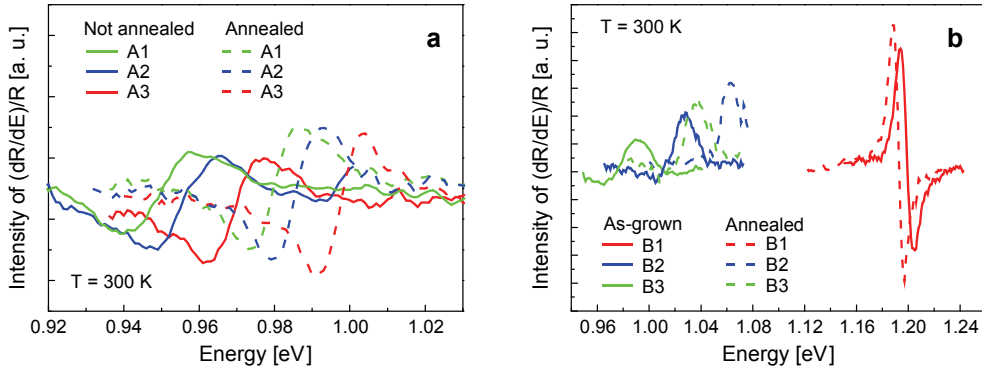 Intensity of (dR/dE)/R [a. u.]
Not annealed Annealed
A1 A1
A2 A2
A3 A3
a
T = 300 K
0.92 0.94 0.96 0.98 1.00 1.02
Energy [eV]
Intensity of (dR/dE)/R [a. u.]
T = 300 K
b
As-grown Annealed
B1 B1
B2 B2
B3 B3
0.96 1.00 1.04 1.08 1.12 1.16 1.20 1.24
Energy [eV]